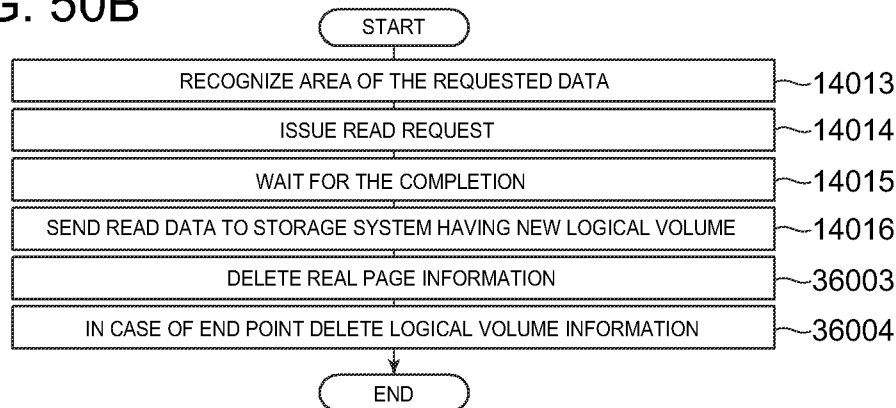 G. 50B
START
RECOGNIZE AREA OF THE REQUESTED DATA 14013
ISSUE READ REQUEST 14014
WAIT FOR THE COMPLETION 14015
SEND READ DATA TO STORAGE SYSTEM HAVING NEW LOGICAL VOLUME 14016
DELETE REAL PAGE INFORMATION 36003
IN CASE OF END POINT DELETE LOGICAL VOLUME INFORMATION 36004
END